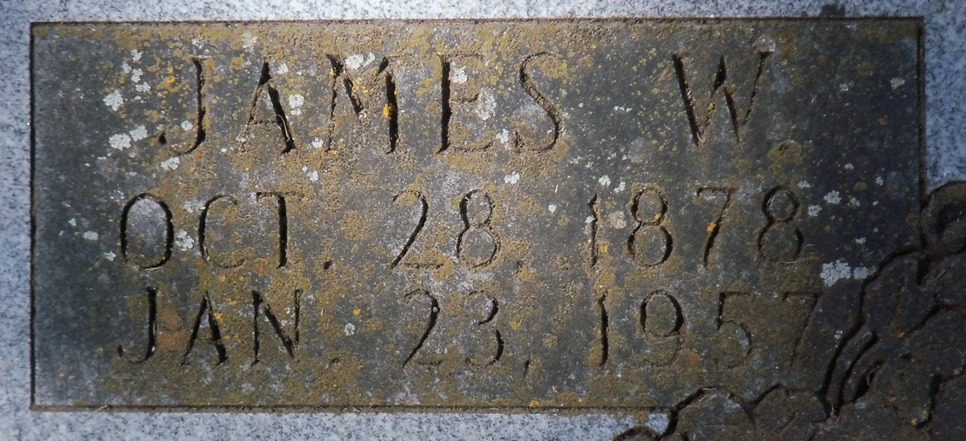 JAMES W.
OCT. 28, 1878
JAN. 23, 1957